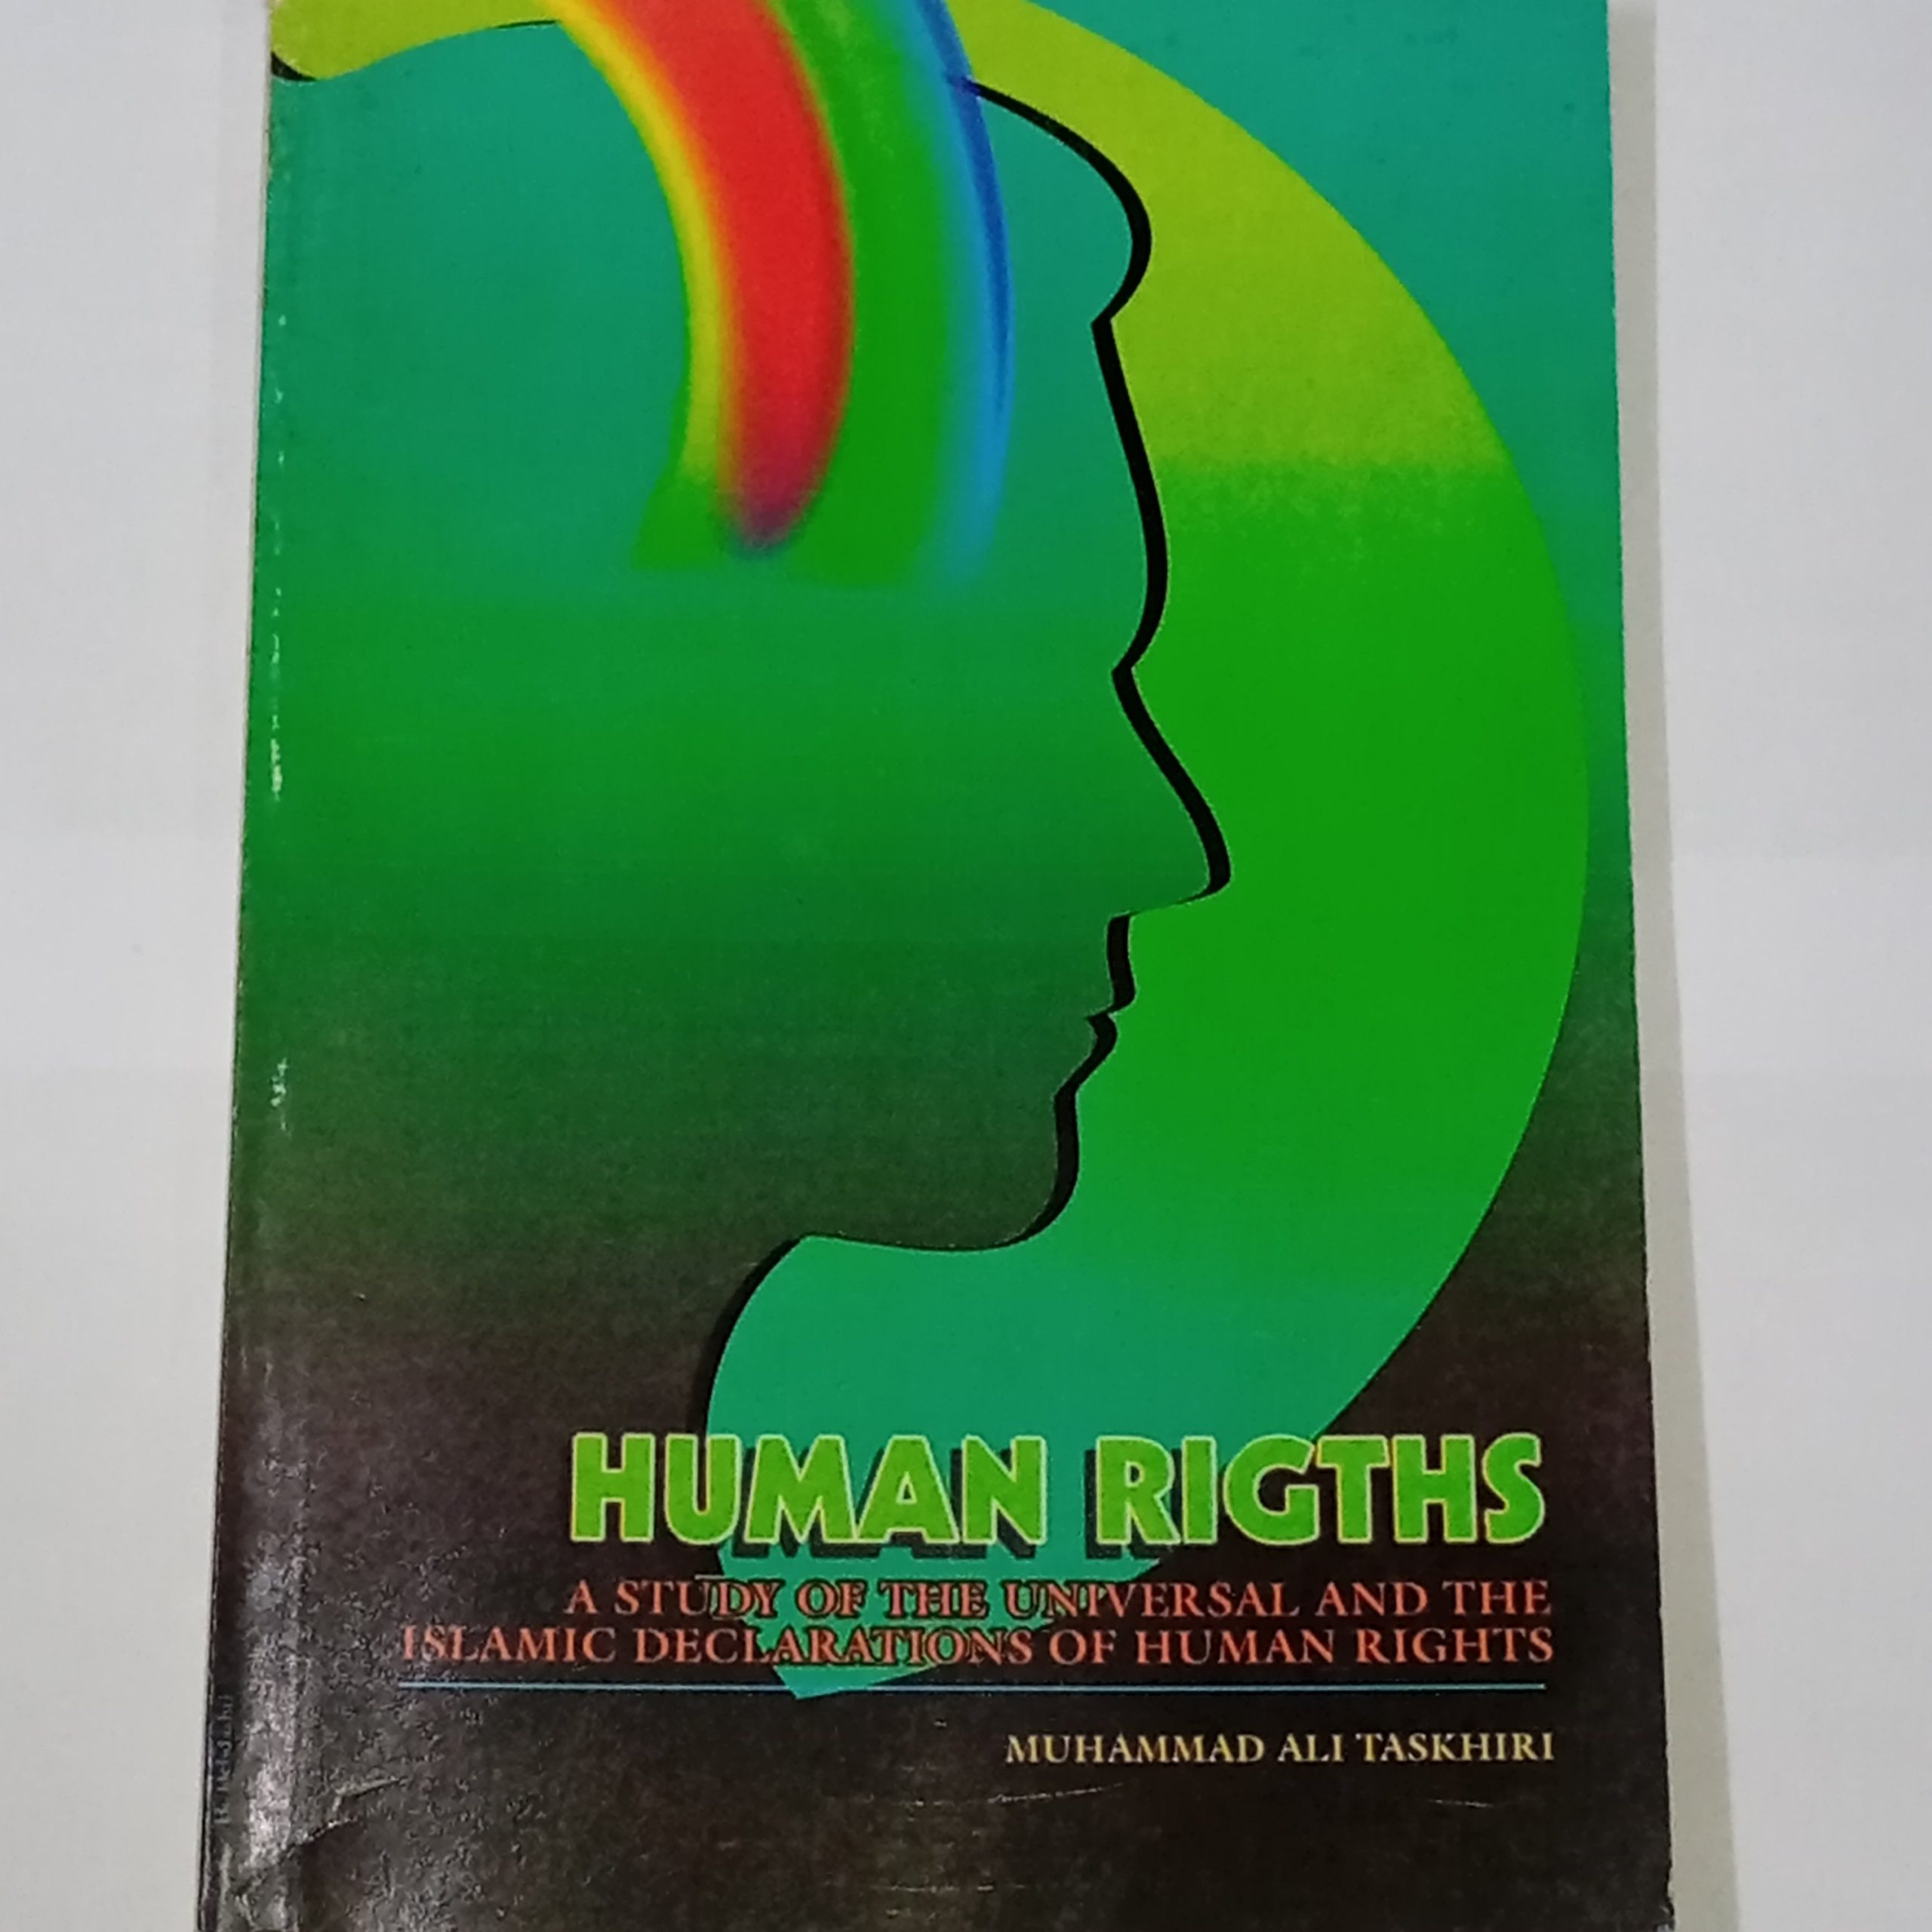 HUMAN RIGTHS
A STUDY OF THE UNIVERSAL AND THE
ISLAMIC DECLARATIONS OF HUMAN RIGHTS
MUHAMMAD ALI TASKHIRI